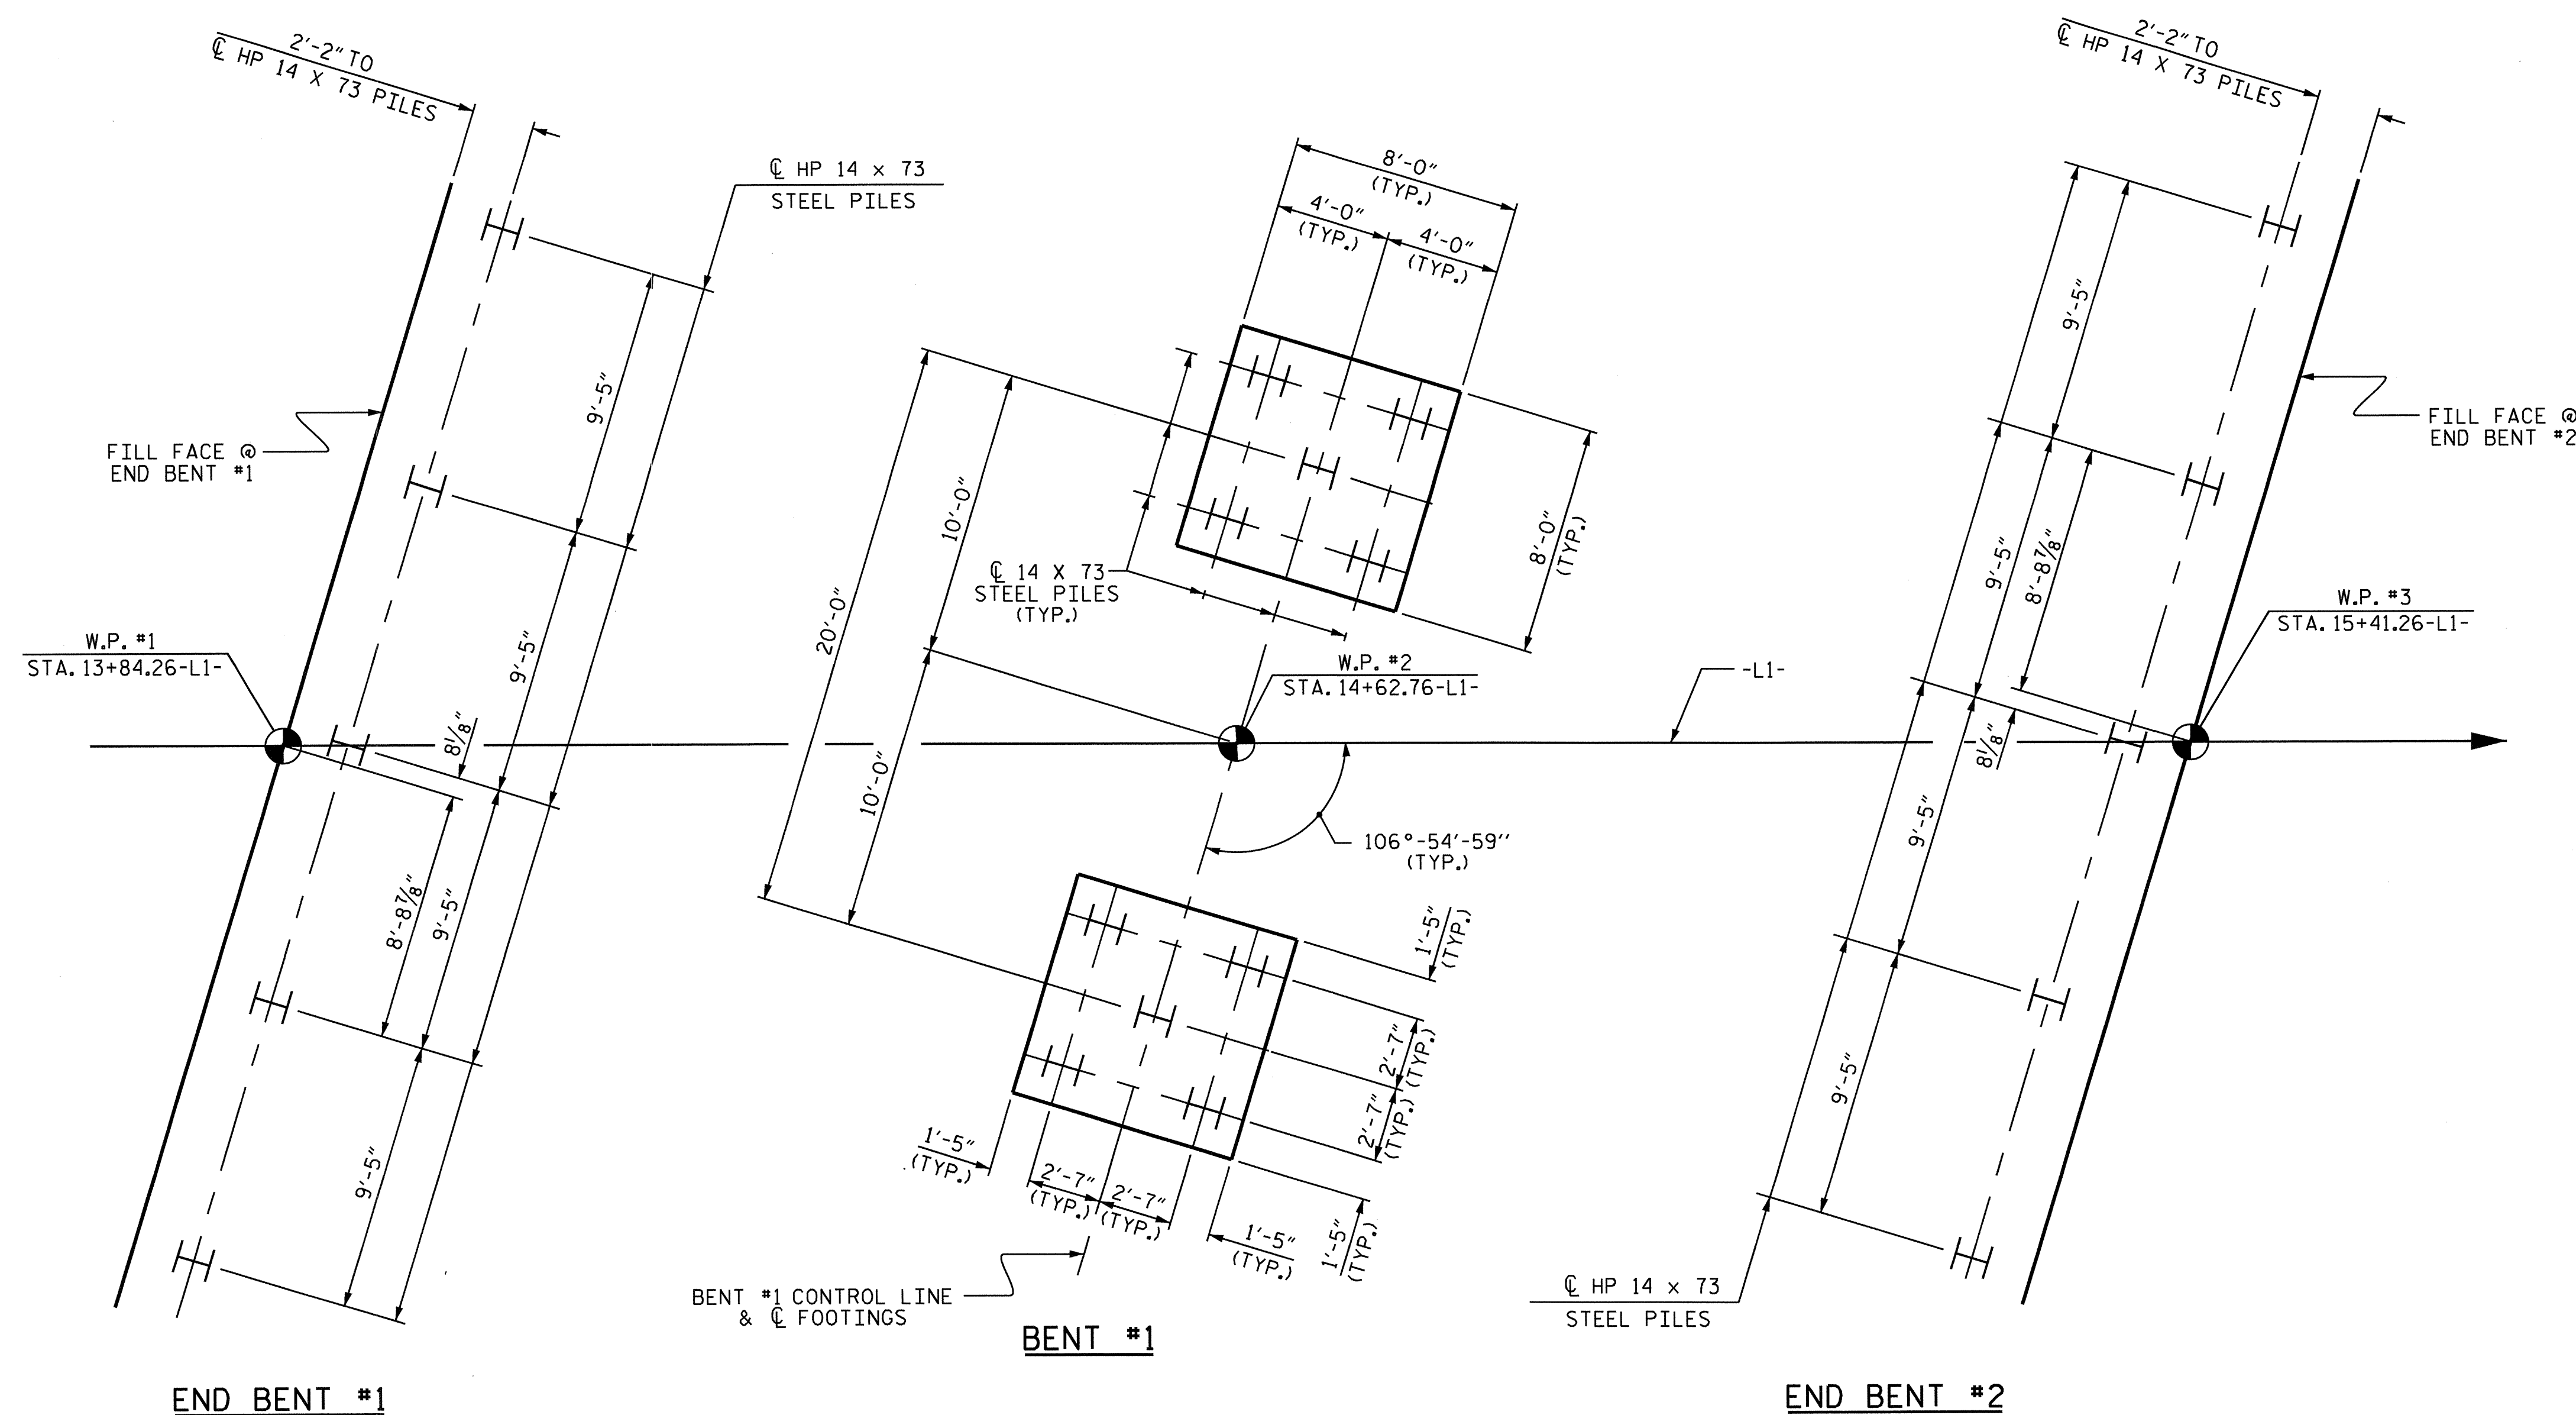 2'-2" TO
℄ HP 14 X 73 PILES
℄ HP 14 x 73
STEEL PILES
9'-5"
9'-5"
8⅛"
8'-8⅞"
9'-5"
9'-5"
FILL FACE @
END BENT #1
W.P. #1
STA. 13+84.26-L1-
END BENT #1
8'-0"
(TYP.)
4'-0"
(TYP.)
4'-0"
(TYP.)
10'-0"
20'-0"
10'-0"
8'-0"
(TYP.)
℄ 14 X 73
STEEL PILES
(TYP.)
W.P. #2
STA. 14+62.76-L1-
-L1-
106°-54'-59''
(TYP.)
1'-5"
(TYP.)
2'-7"
(TYP.)
2'-7"
(TYP.)
1'-5"
(TYP.)
2'-7"
(TYP.)
2'-7"
(TYP.)
1'-5"
(TYP.)
1'-5"
(TYP.)
BENT #1 CONTROL LINE
& ℄ FOOTINGS
BENT #1
2'-2" TO
℄ HP 14 X 73 PILES
9'-5"
9'-5"
8'-8⅞"
8⅛"
9'-5"
9'-5"
FILL FACE @
END BENT #2
W.P. #3
STA. 15+41.26-L1-
℄ HP 14 x 73
STEEL PILES
END BENT #2